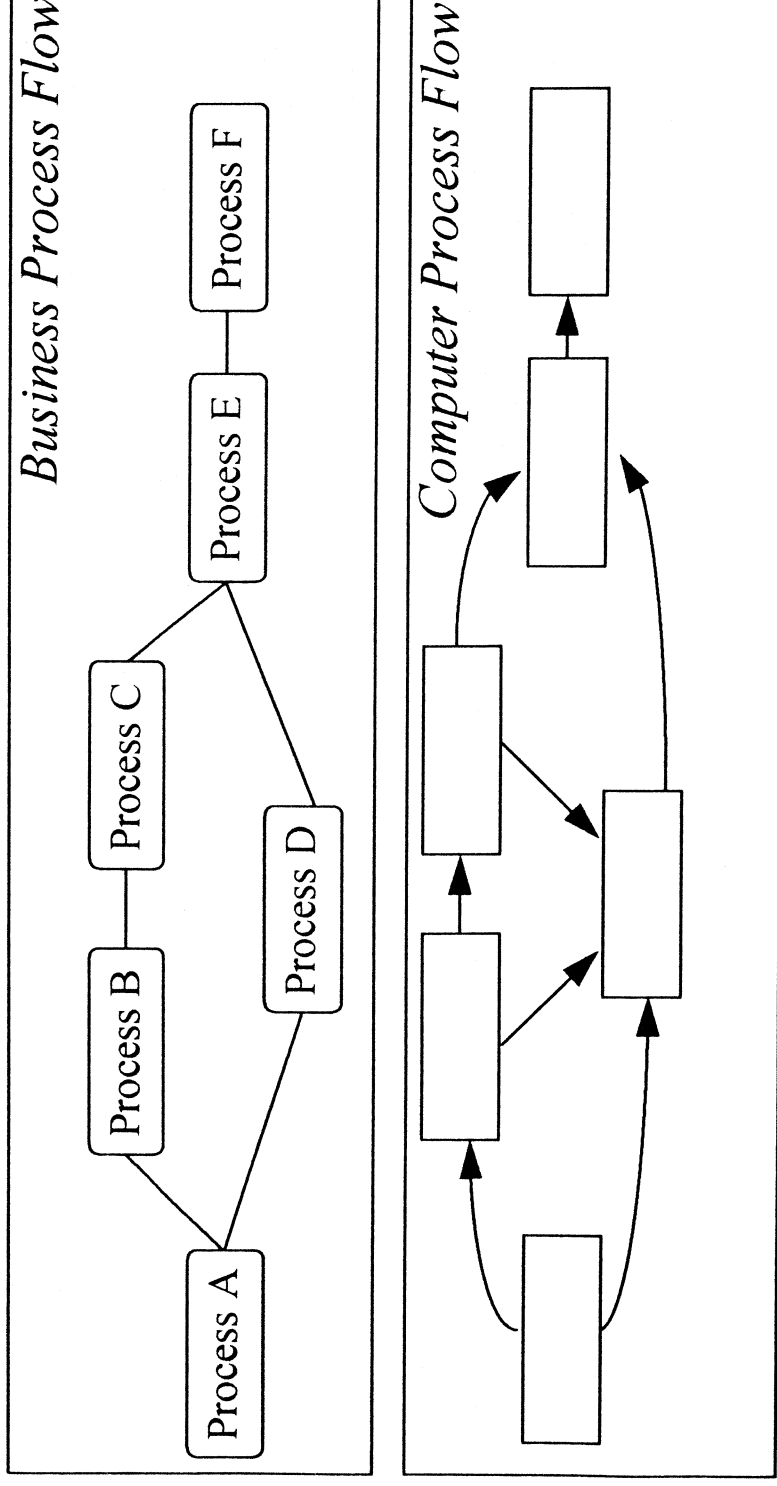 Business Process Flow
Process A
Process B
Process C
Process D
Process E
Process F
Computer Process Flow